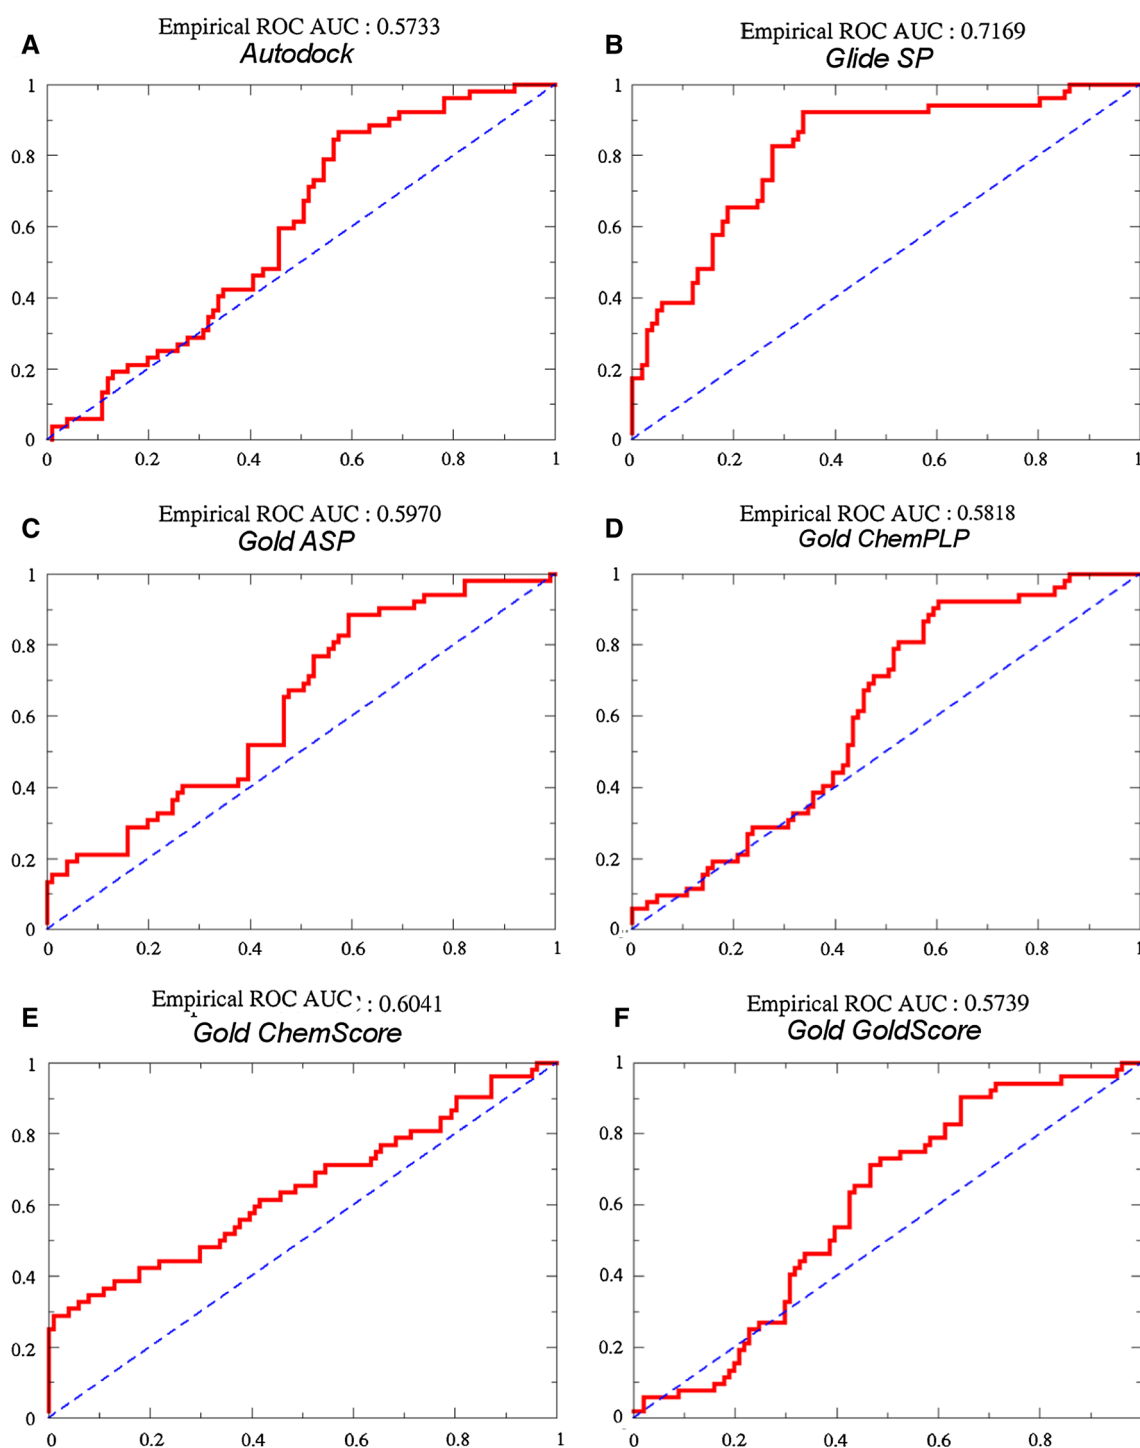 A
Empirical ROC AUC : 0.5733
Autodock
1
0.8
0.6
0.4
0.2
0
0 0.2 0.4 0.6 0.8 1
B
Empirical ROC AUC : 0.7169
Glide SP
1
0.8
0.6
0.4
0.2
0
0 0.2 0.4 0.6 0.8 1
C
Empirical ROC AUC : 0.5970
Gold ASP
1
0.8
0.6
0.4
0.2
0
0 0.2 0.4 0.6 0.8 1
D
Empirical ROC AUC : 0.5818
Gold ChemPLP
1
0.8
0.6
0.4
0.2
0
0 0.2 0.4 0.6 0.8 1
E
Empirical ROC AUC : 0.6041
Gold ChemScore
1
0.8
0.6
0.4
0.2
0
0 0.2 0.4 0.6 0.8 1
F
Empirical ROC AUC : 0.5739
Gold GoldScore
1
0.8
0.6
0.4
0.2
0
0 0.2 0.4 0.6 0.8 1